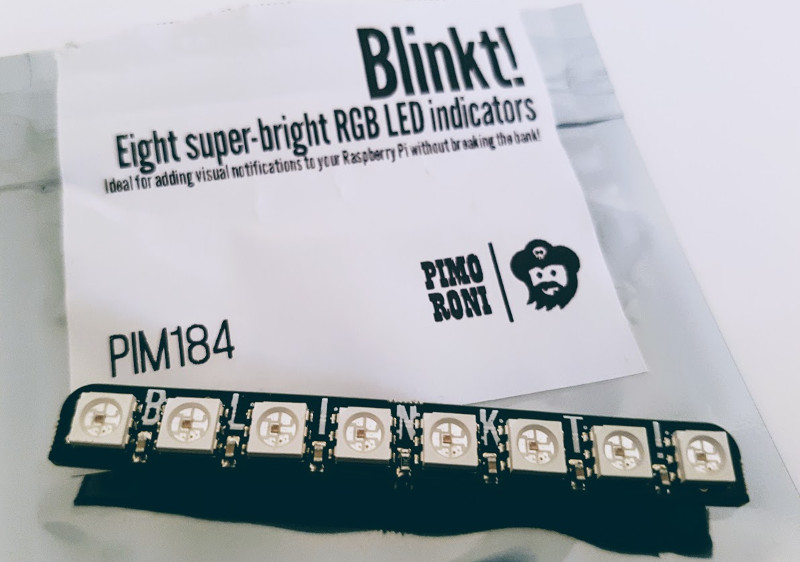 Blinkt!
Eight super-bright RGB LED indicators
Ideal for adding visual notifications to your Raspberry Pi without breaking the bank!
PIMO
RONI
PIM184
B L I N K T !